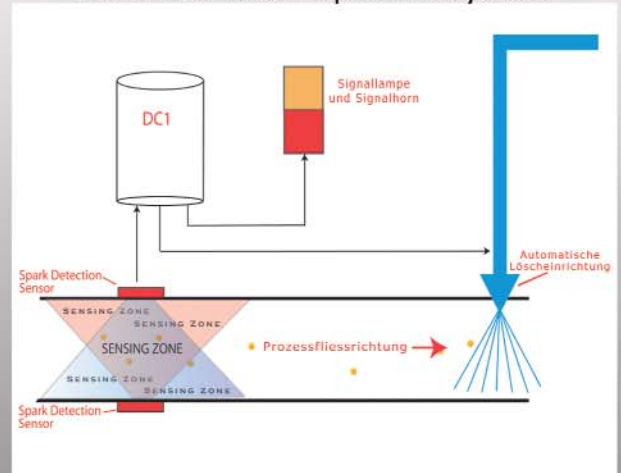 DC1
Signallampe
und Signalhorn
Automatische
Löscheinrichtung
Spark Detection
Sensor
SENSING ZONE
SENSING ZONE
SENSING ZONE
Prozessfliessrichtung
SENSING ZONE
SENSING ZONE
Spark Detection
Sensor